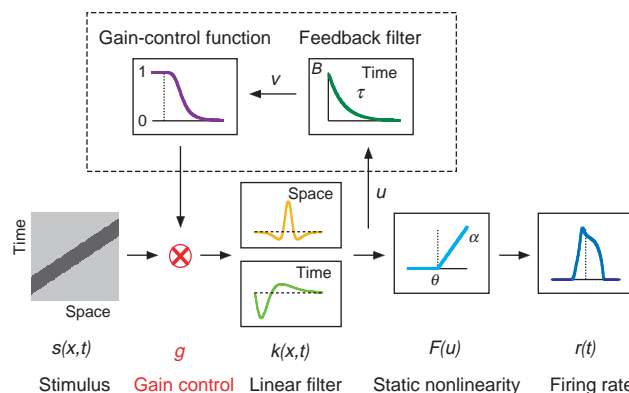 Gain-control function
Feedback filter
1
0
v
B
Time
τ
u
Time
Space
Space
Time
θ
α
s(x,t)
g
k(x,t)
F(u)
r(t)
Stimulus
Gain control
Linear filter
Static nonlinearity
Firing rate